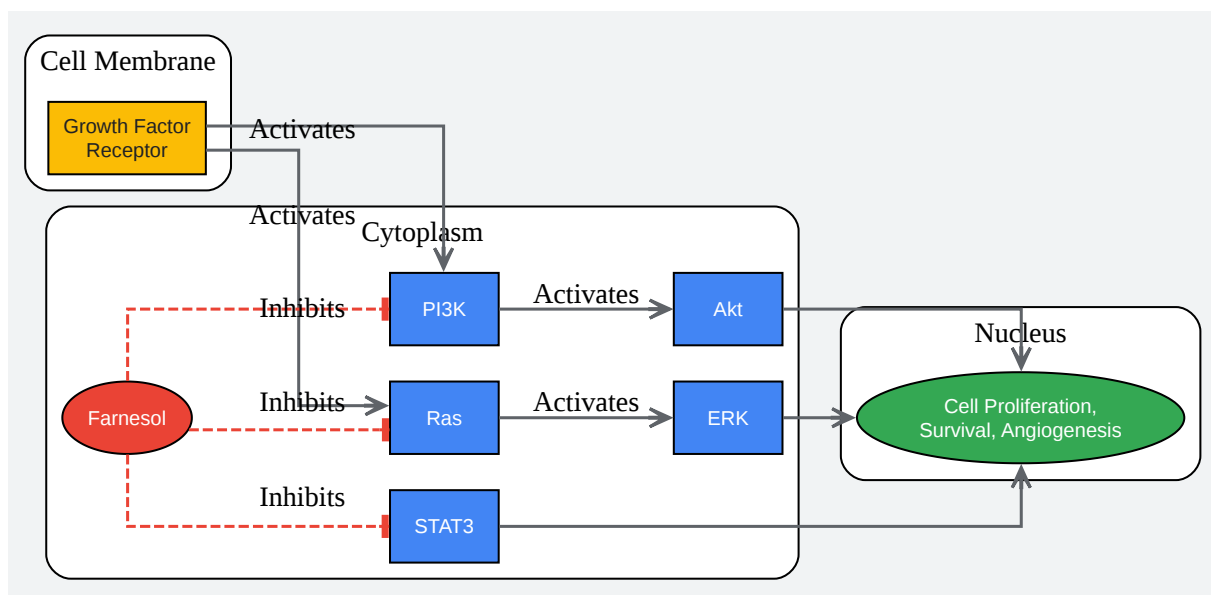 Cell Membrane
Growth Factor
Receptor
Activates
Activates
Cytoplasm
Inhibits
PI3K
Activates
Akt
Nucleus
Farnesol
Inhibits
Ras
Activates
ERK
Cell Proliferation,
Survival, Angiogenesis
Inhibits
STAT3